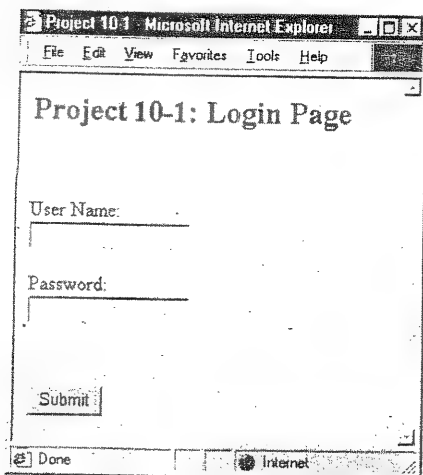 Project 10-1 - Microsoft Internet Explorer
File Edit View Favorites Tools Help
Project 10-1: Login Page
User Name:
Password:
Submit
Done Internet